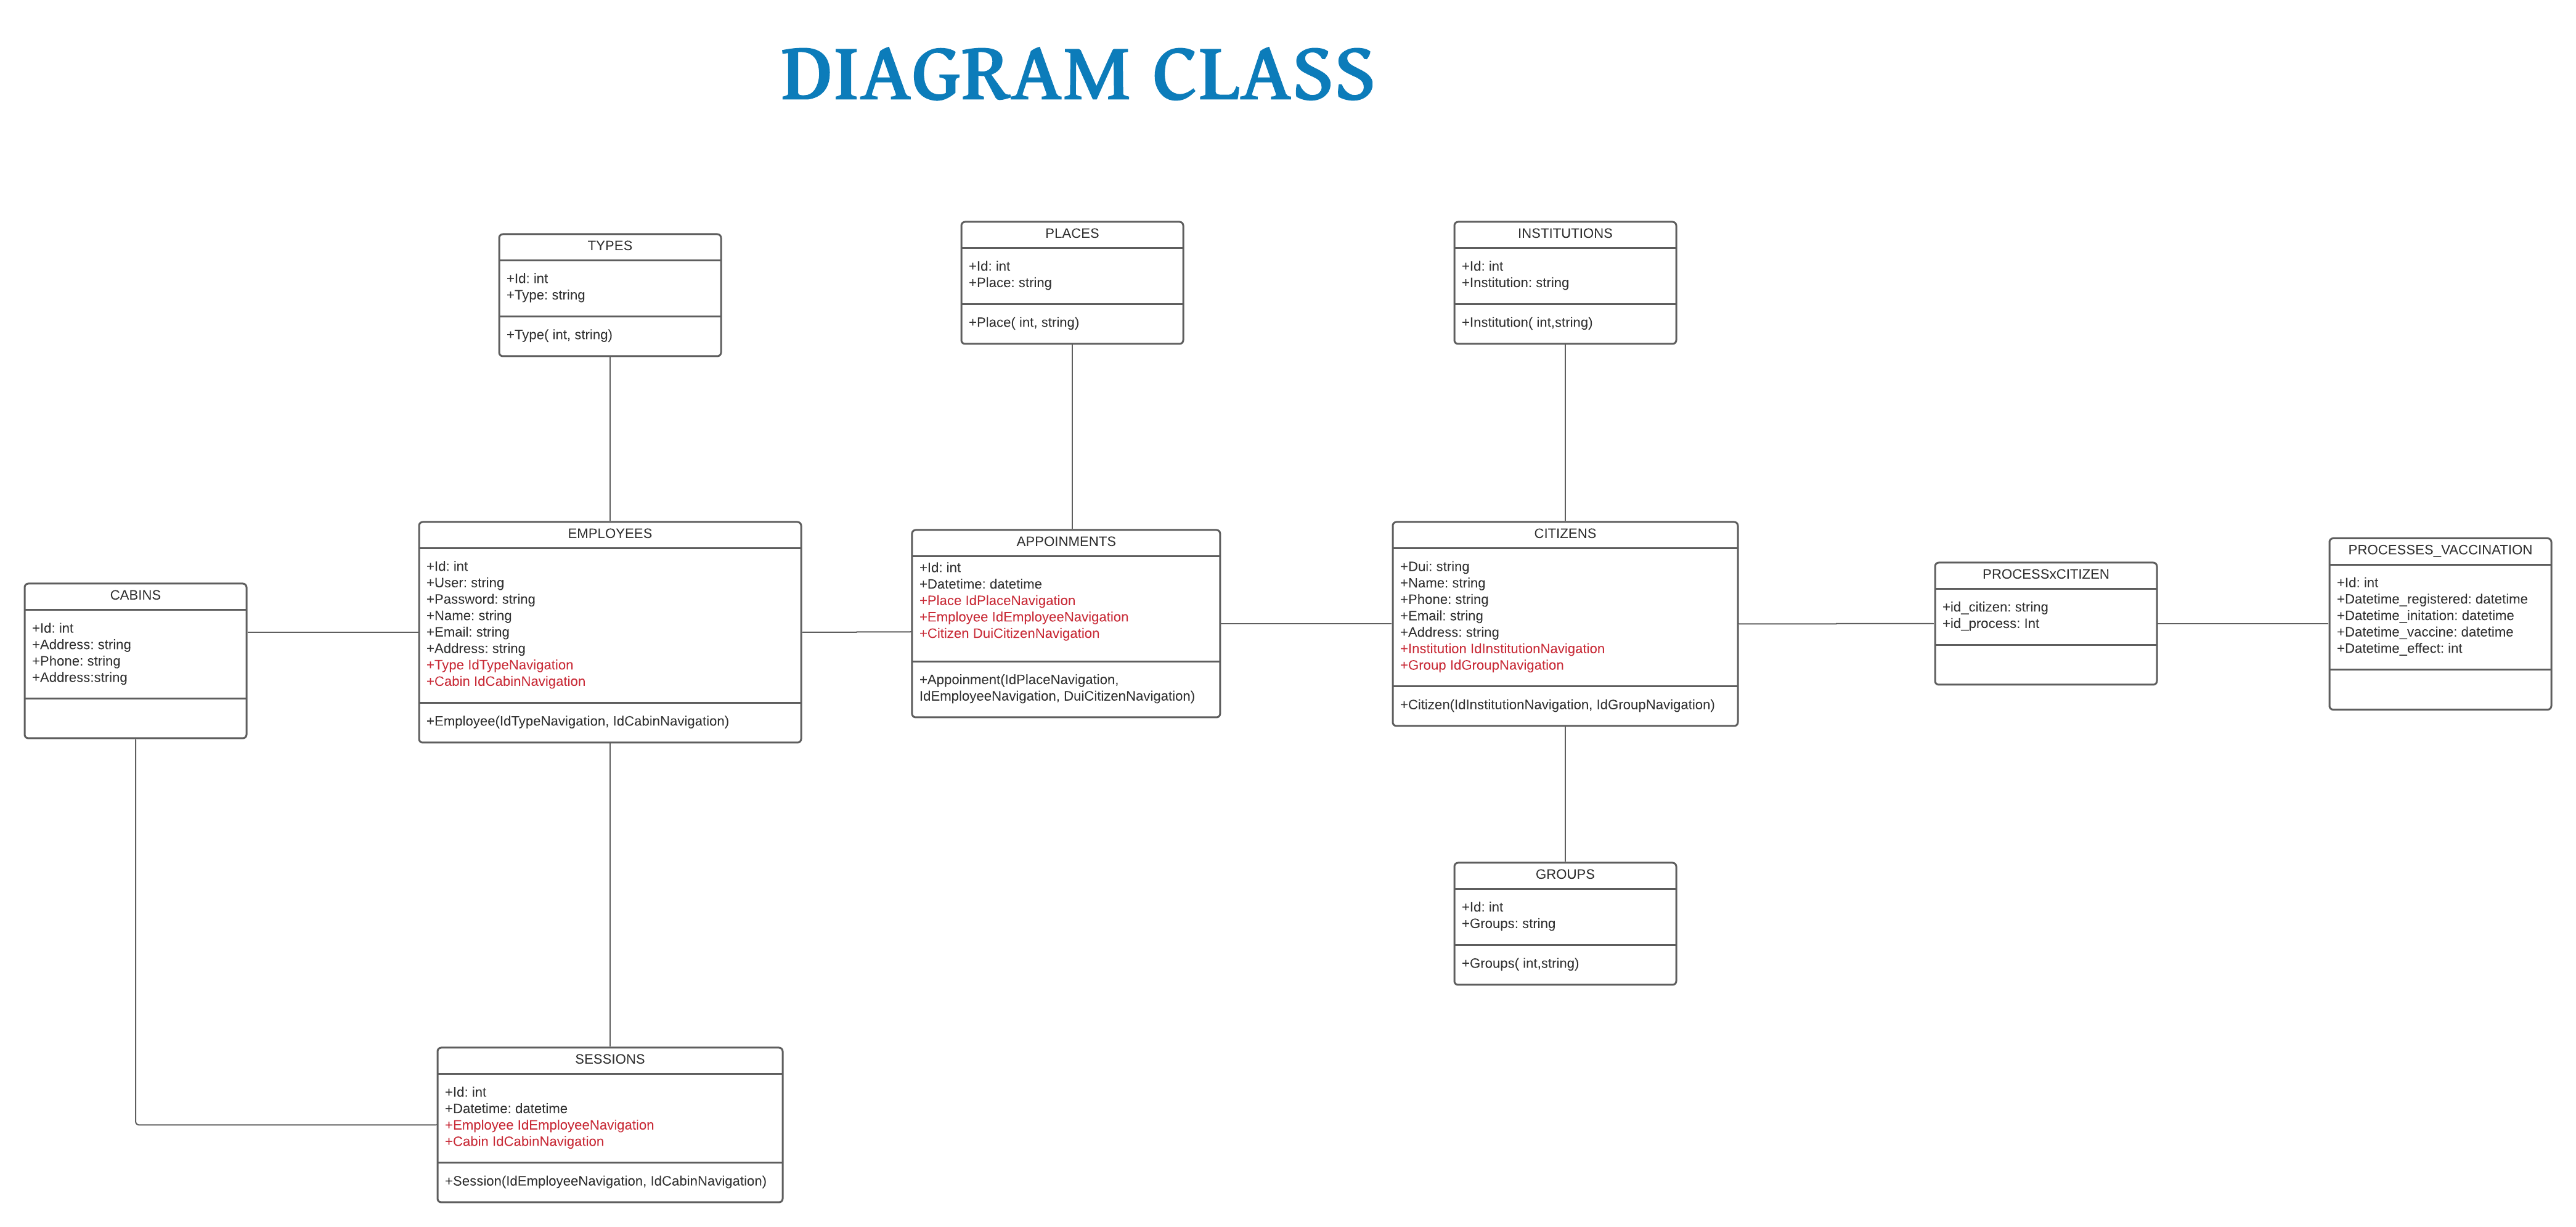 DIAGRAM CLASS
TYPES
+Id: int
+Type: string
+Type( int, string)
PLACES
+Id: int
+Place: string
+Place( int, string)
INSTITUTIONS
+Id: int
+Institution: string
+Institution( int,string)
CABINS
+Id: int
+Address: string
+Phone: string
+Address:string
EMPLOYEES
+Id: int
+User: string
+Password: string
+Name: string
+Email: string
+Address: string
+Type IdTypeNavigation
+Cabin IdCabinNavigation
+Employee(IdTypeNavigation, IdCabinNavigation)
APPOINMENTS
+Id: int
+Datetime: datetime
+Place IdPlaceNavigation
+Employee IdEmployeeNavigation
+Citizen DuiCitizenNavigation
+Appoinment(IdPlaceNavigation,
IdEmployeeNavigation, DuiCitizenNavigation)
CITIZENS
+Dui: string
+Name: string
+Phone: string
+Email: string
+Address: string
+Institution IdInstitutionNavigation
+Group IdGroupNavigation
+Citizen(IdInstitutionNavigation, IdGroupNavigation)
PROCESSxCITIZEN
+id_citizen: string
+id_process: Int
PROCESSES_VACCINATION
+Id: int
+Datetime_registered: datetime
+Datetime_initation: datetime
+Datetime_vaccine: datetime
+Datetime_effect: int
GROUPS
+Id: int
+Groups: string
+Groups( int,string)
SESSIONS
+Id: int
+Datetime: datetime
+Employee IdEmployeeNavigation
+Cabin IdCabinNavigation
+Session(IdEmployeeNavigation, IdCabinNavigation)